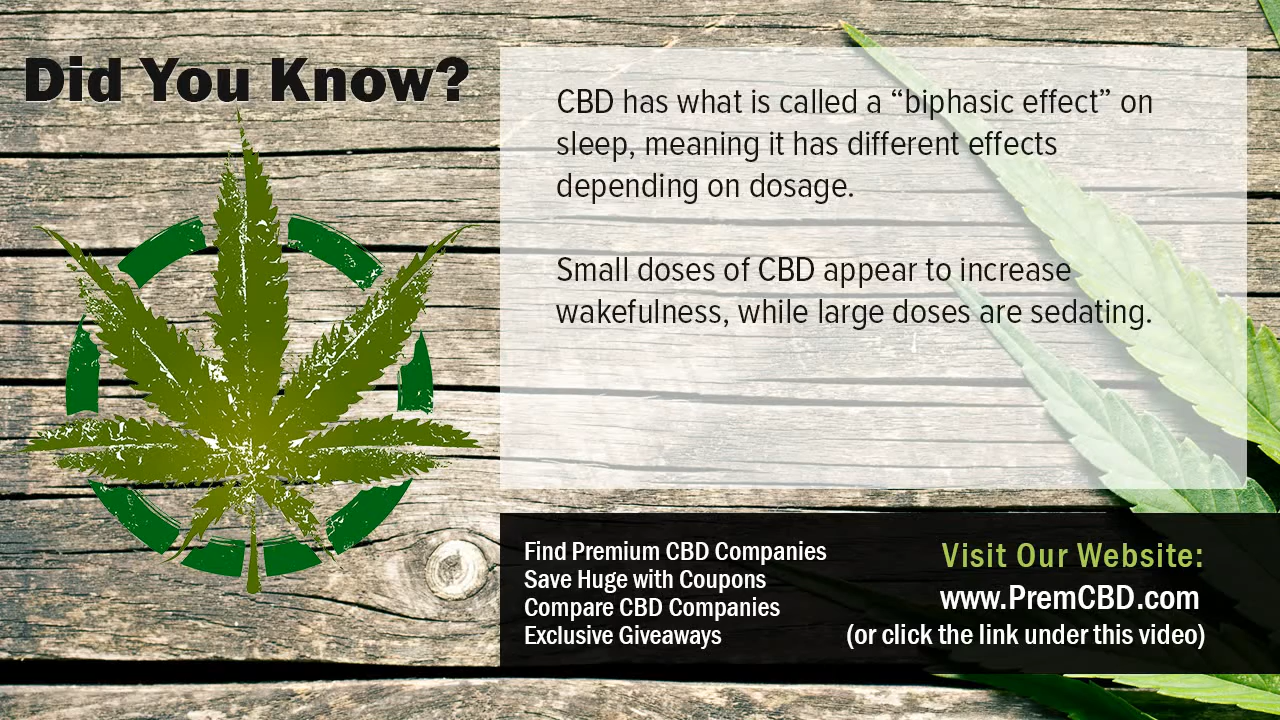 Did You Know?
CBD has what is called a “biphasic effect” on
sleep, meaning it has different effects
depending on dosage.
Small doses of CBD appear to increase
wakefulness, while large doses are sedating.
Find Premium CBD Companies
Save Huge with Coupons
Compare CBD Companies
Exclusive Giveaways
Visit Our Website:
www.PremCBD.com
(or click the link under this video)